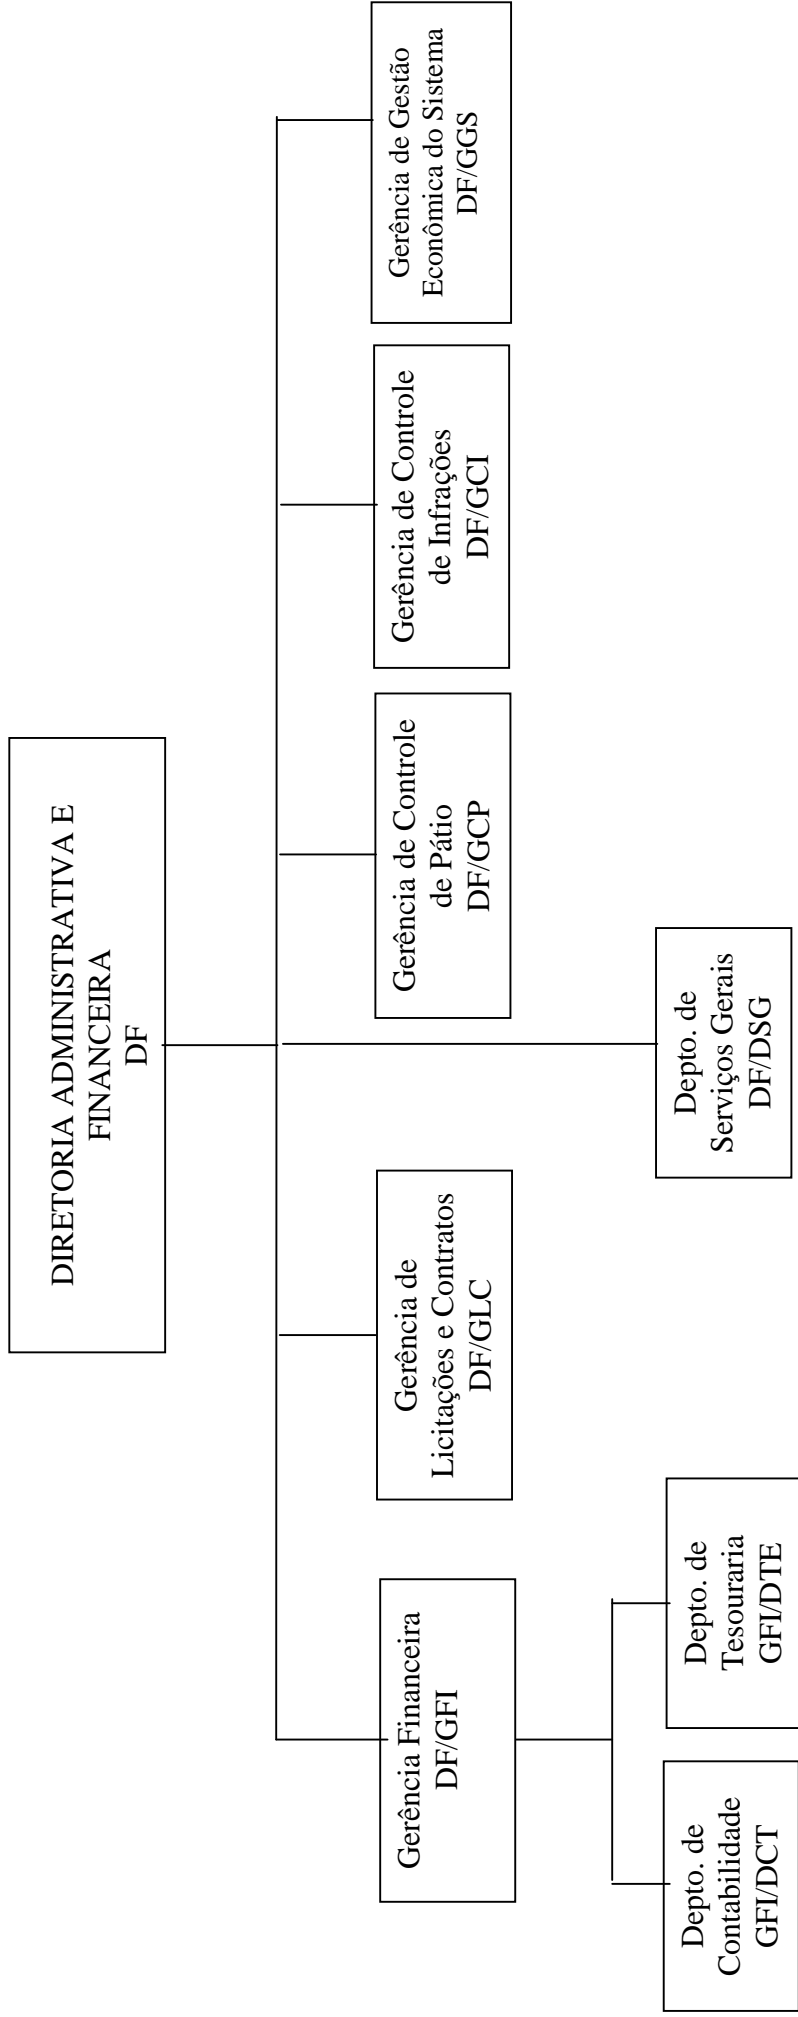 DIRETORIA ADMINISTRATIVA E
FINANCEIRA
DF
Gerência Financeira
DF/GFI
Gerência de
Licitações e Contratos
DF/GLC
Gerência de Controle
de Pátio
DF/GCP
Gerência de Controle
de Infrações
DF/GCI
Gerência de Gestão
Econômica do Sistema
DF/GGS
Depto. de
Contabilidade
GFI/DCT
Depto. de
Tesouraria
GFI/DTE
Depto. de
Serviços Gerais
DF/DSG